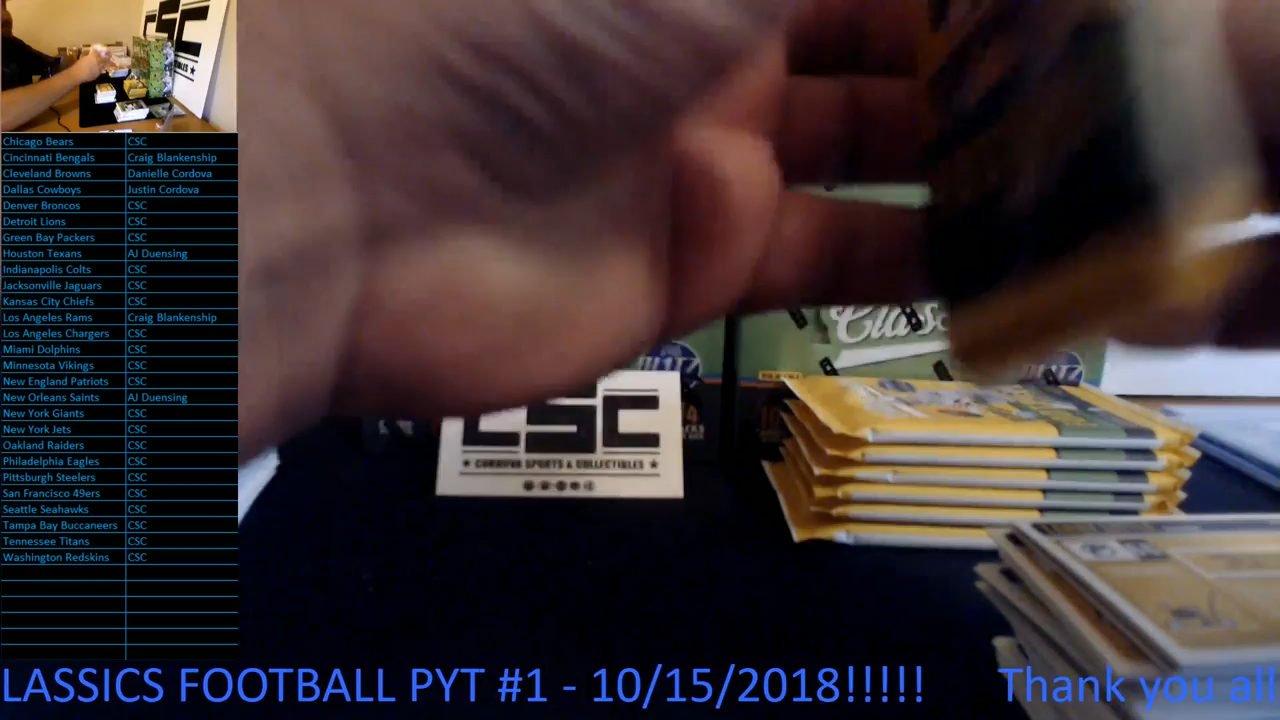 CSC
Chicago Bears CSC
Cincinnati Bengals Craig Blankenship
Cleveland Browns Danielle Cordova
Dallas Cowboys Justin Cordova
Denver Broncos CSC
Detroit Lions CSC
Green Bay Packers CSC
Houston Texans AJ Duensing
Indianapolis Colts CSC
Jacksonville Jaguars CSC
Kansas City Chiefs CSC
Los Angeles Rams Craig Blankenship
Los Angeles Chargers CSC
Miami Dolphins CSC
Minnesota Vikings CSC
New England Patriots CSC
New Orleans Saints AJ Duensing
New York Giants CSC
New York Jets CSC
Oakland Raiders CSC
Philadelphia Eagles CSC
Pittsburgh Steelers CSC
San Francisco 49ers CSC
Seattle Seahawks CSC
Tampa Bay Buccaneers CSC
Tennessee Titans CSC
Washington Redskins CSC
Classic
PANINI
CSC
CORDOVA SPORTS & COLLECTIBLES
LASSICS FOOTBALL PYT #1 - 10/15/2018!!!!! Thank you all